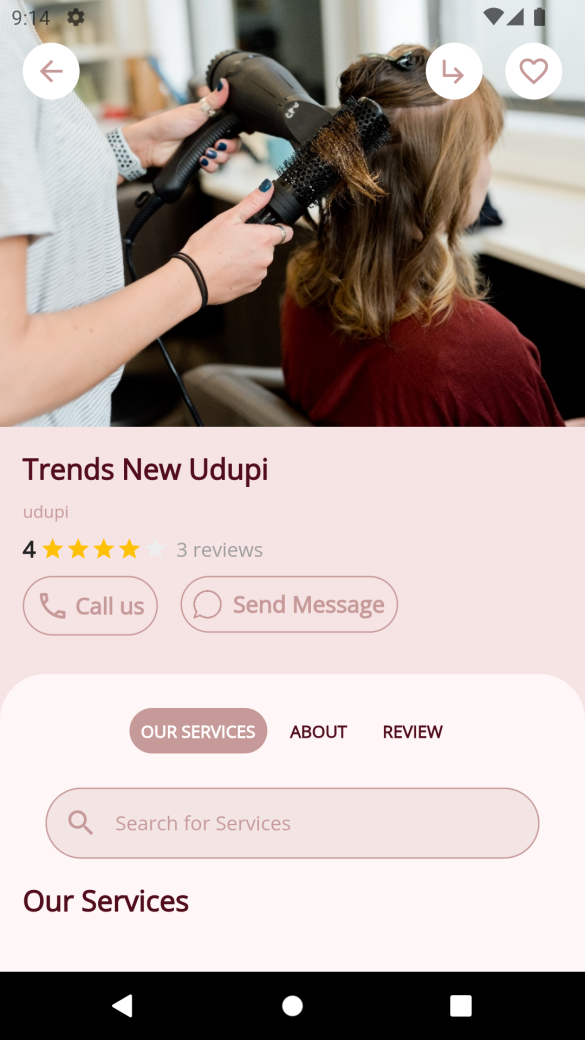 9:14
Trends New Udupi
udupi
4 3 reviews
Call us Send Message
OUR SERVICES ABOUT REVIEW
Search for Services
Our Services